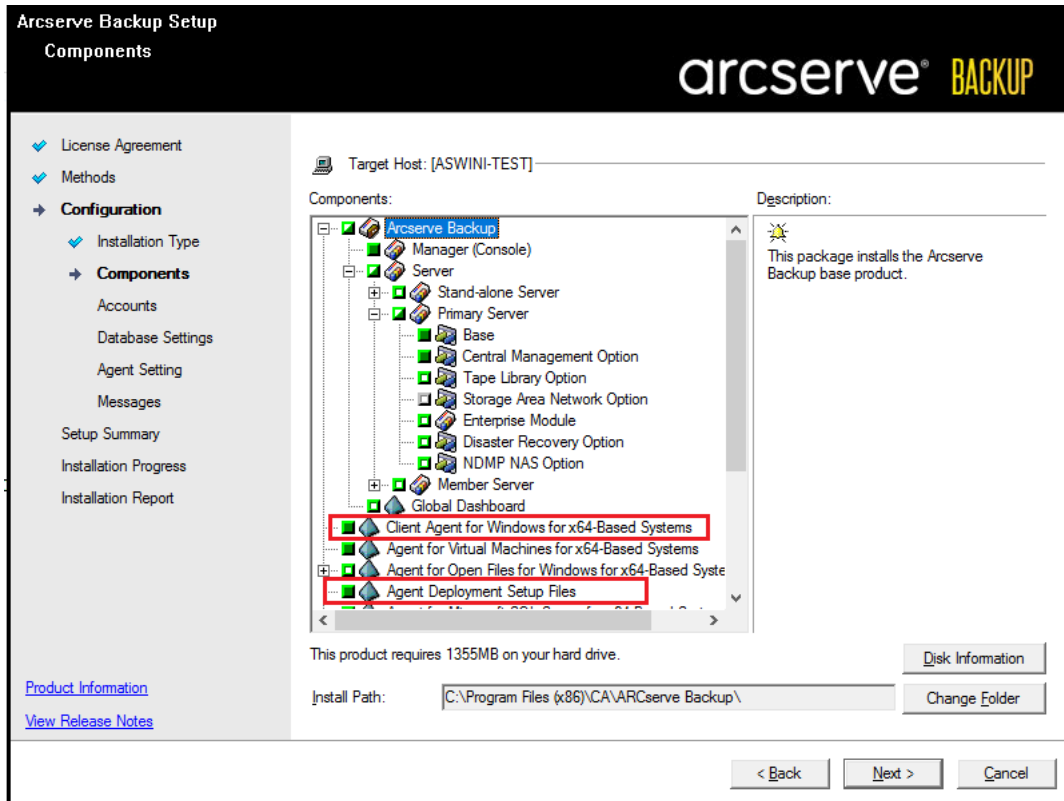 Arcserve Backup Setup
Components
arcserve® BACKUP
License Agreement
Methods
Configuration
Installation Type
Components
Accounts
Database Settings
Agent Setting
Messages
Setup Summary
Installation Progress
Installation Report
Product Information
View Release Notes
Target Host: [ASWINI-TEST]
Components:
Arcserve Backup
Manager (Console)
Server
Stand-alone Server
Primary Server
Base
Central Management Option
Tape Library Option
Storage Area Network Option
Enterprise Module
Disaster Recovery Option
NDMP NAS Option
Member Server
Global Dashboard
Client Agent for Windows for x64-Based Systems
Agent for Virtual Machines for x64-Based Systems
Agent for Open Files for Windows for x64-Based Syste
Agent Deployment Setup Files
Description:
This package installs the Arcserve
Backup base product.
This product requires 1355MB on your hard drive.
Disk Information
Install Path:
C:\Program Files (x86)\CA\ARCserve Backup\
Change Folder
< Back
Next >
Cancel